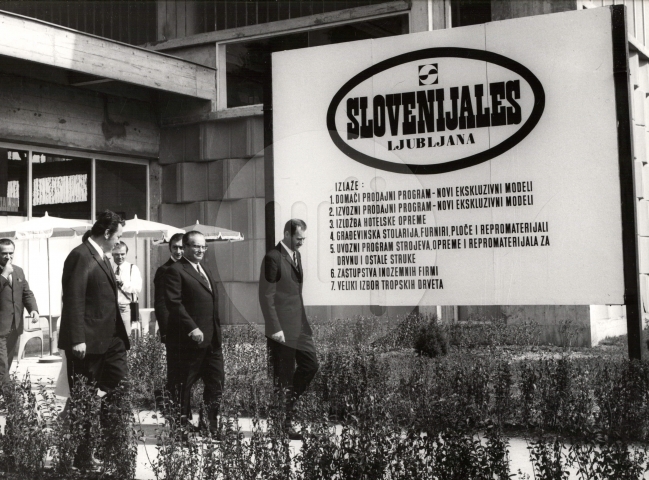 SLOVENIJALES
LJUBLJANA
IZLAŽE :
1. DOMAĆI PRODAJNI PROGRAM - NOVI EKSKLUZIVNI MODELI
2. IZVOZNI PRODAJNI PROGRAM - NOVI EKSKLUZIVNI MODELI
3. IZLOŽBA HOTELSKE OPREME
4. GRAĐEVINSKA STOLARIJA, FURNIRI, PLOČE I REPROMATERIJALI
5. UVOZNI PROGRAM STROJEVA, OPREME I REPROMATERIJALA ZA
DRVNU I OSTALE STRUKE
6. ZASTUPSTVA INOZEMNIH FIRMI
7. VELIKI IZBOR TROPSKIH DRVETA